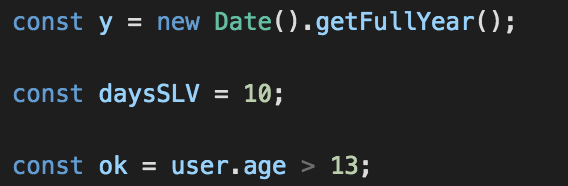 const y = new Date().getFullYear();
const daysSLV = 10;
const ok = user.age > 13;